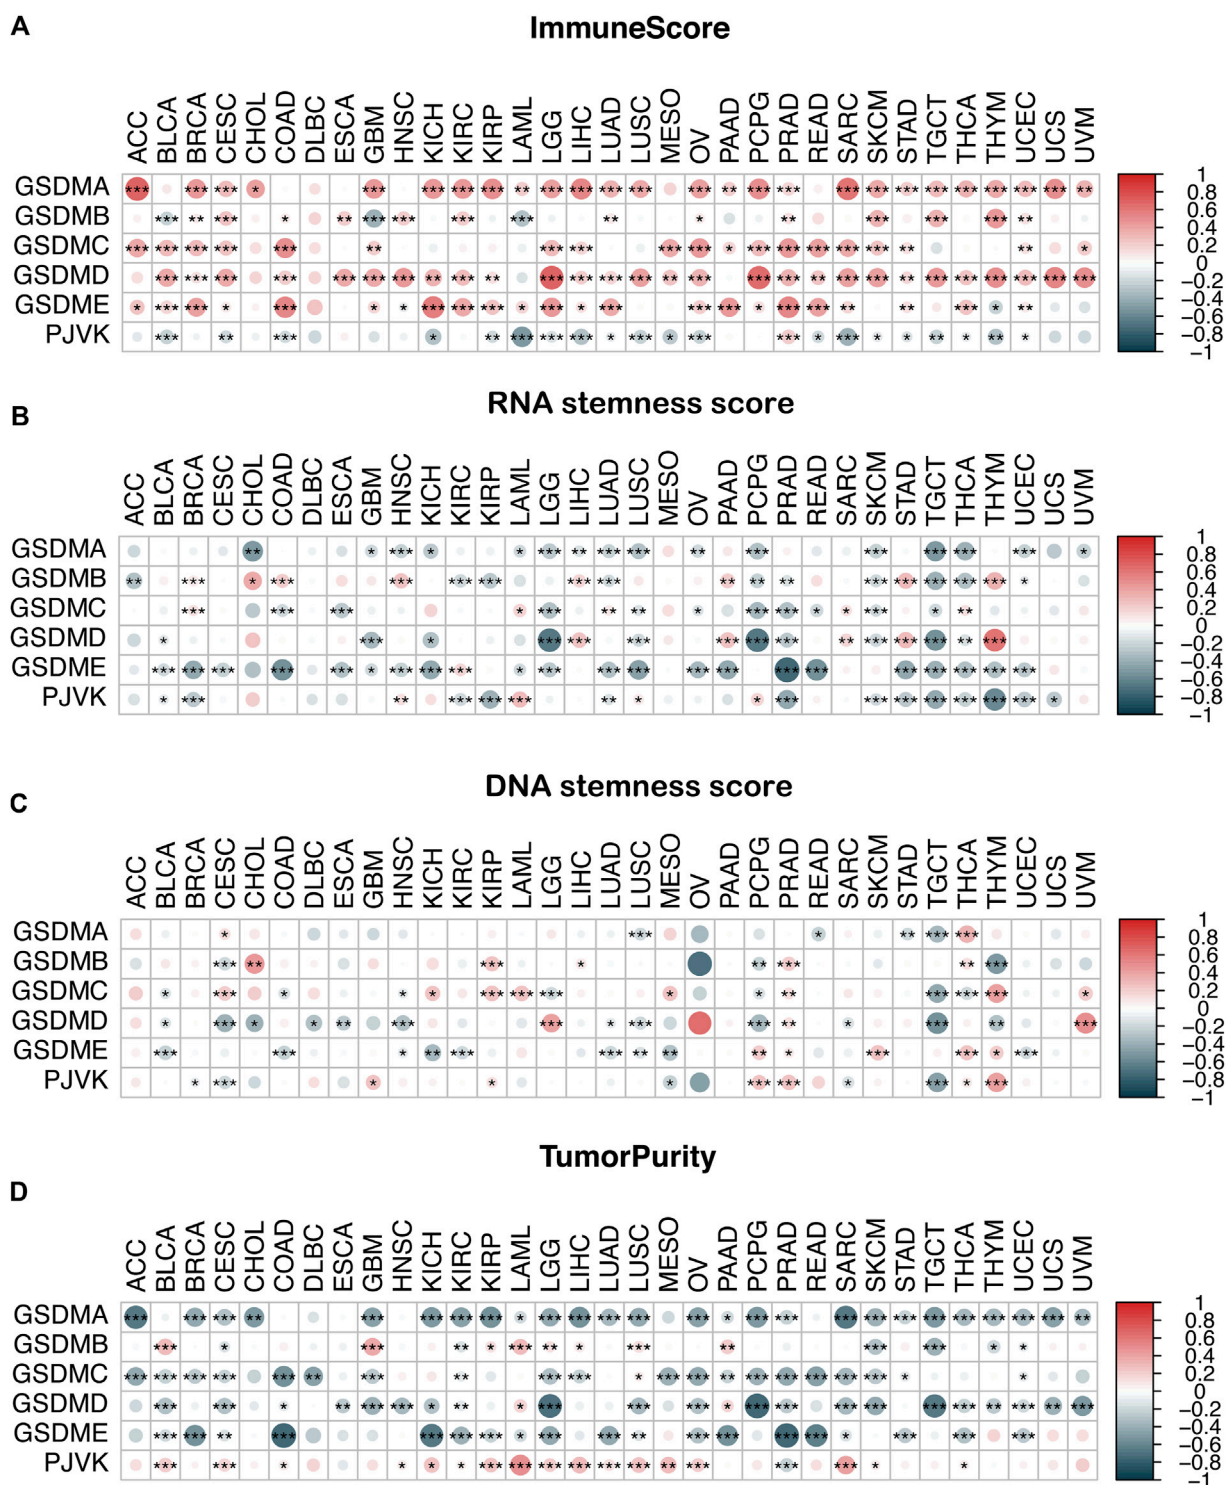 A
ImmuneScore
ACC BLCA BRCA CESC CHOL COAD DLBC ESCA GBM HNSC KICH KIRC KIRP LAML LGG LIHC LUAD LUSC MESO OV PAAD PCPG PRAD READ SARC SKCM STAD TGCT THCA THYM UCEC UCS UVM
GSDMA
GSDMB
GSDMC
GSDMD
GSDME
PJVK
1
0.8
0.6
0.4
0.2
0
−0.2
−0.4
−0.6
−0.8
−1
B
RNA stemness score
ACC BLCA BRCA CESC CHOL COAD DLBC ESCA GBM HNSC KICH KIRC KIRP LAML LGG LIHC LUAD LUSC MESO OV PAAD PCPG PRAD READ SARC SKCM STAD TGCT THCA THYM UCEC UCS UVM
GSDMA
GSDMB
GSDMC
GSDMD
GSDME
PJVK
1
0.8
0.6
0.4
0.2
0
−0.2
−0.4
−0.6
−0.8
−1
C
DNA stemness score
ACC BLCA BRCA CESC CHOL COAD DLBC ESCA GBM HNSC KICH KIRC KIRP LAML LGG LIHC LUAD LUSC MESO OV PAAD PCPG PRAD READ SARC SKCM STAD TGCT THCA THYM UCEC UCS UVM
GSDMA
GSDMB
GSDMC
GSDMD
GSDME
PJVK
1
0.8
0.6
0.4
0.2
0
−0.2
−0.4
−0.6
−0.8
−1
D
TumorPurity
ACC BLCA BRCA CESC CHOL COAD DLBC ESCA GBM HNSC KICH KIRC KIRP LAML LGG LIHC LUAD LUSC MESO OV PAAD PCPG PRAD READ SARC SKCM STAD TGCT THCA THYM UCEC UCS UVM
GSDMA
GSDMB
GSDMC
GSDMD
GSDME
PJVK
1
0.8
0.6
0.4
0.2
0
−0.2
−0.4
−0.6
−0.8
−1